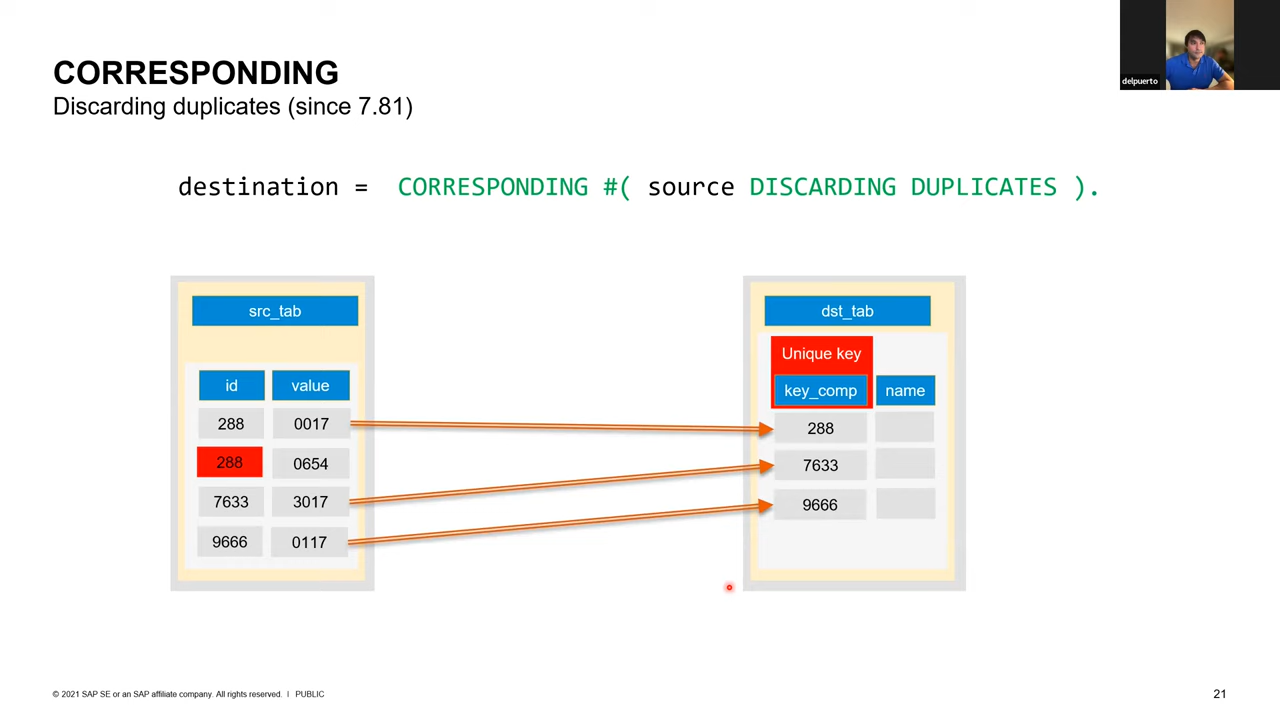 CORRESPONDING
Discarding duplicates (since 7.81)
delpuerto
destination = CORRESPONDING #( source DISCARDING DUPLICATES ).
src_tab
id value
288 0017
288 0654
7633 3017
9666 0117
dst_tab
Unique key
key_comp name
288
7633
9666
© 2021 SAP SE or an SAP affiliate company. All rights reserved. I PUBLIC
21